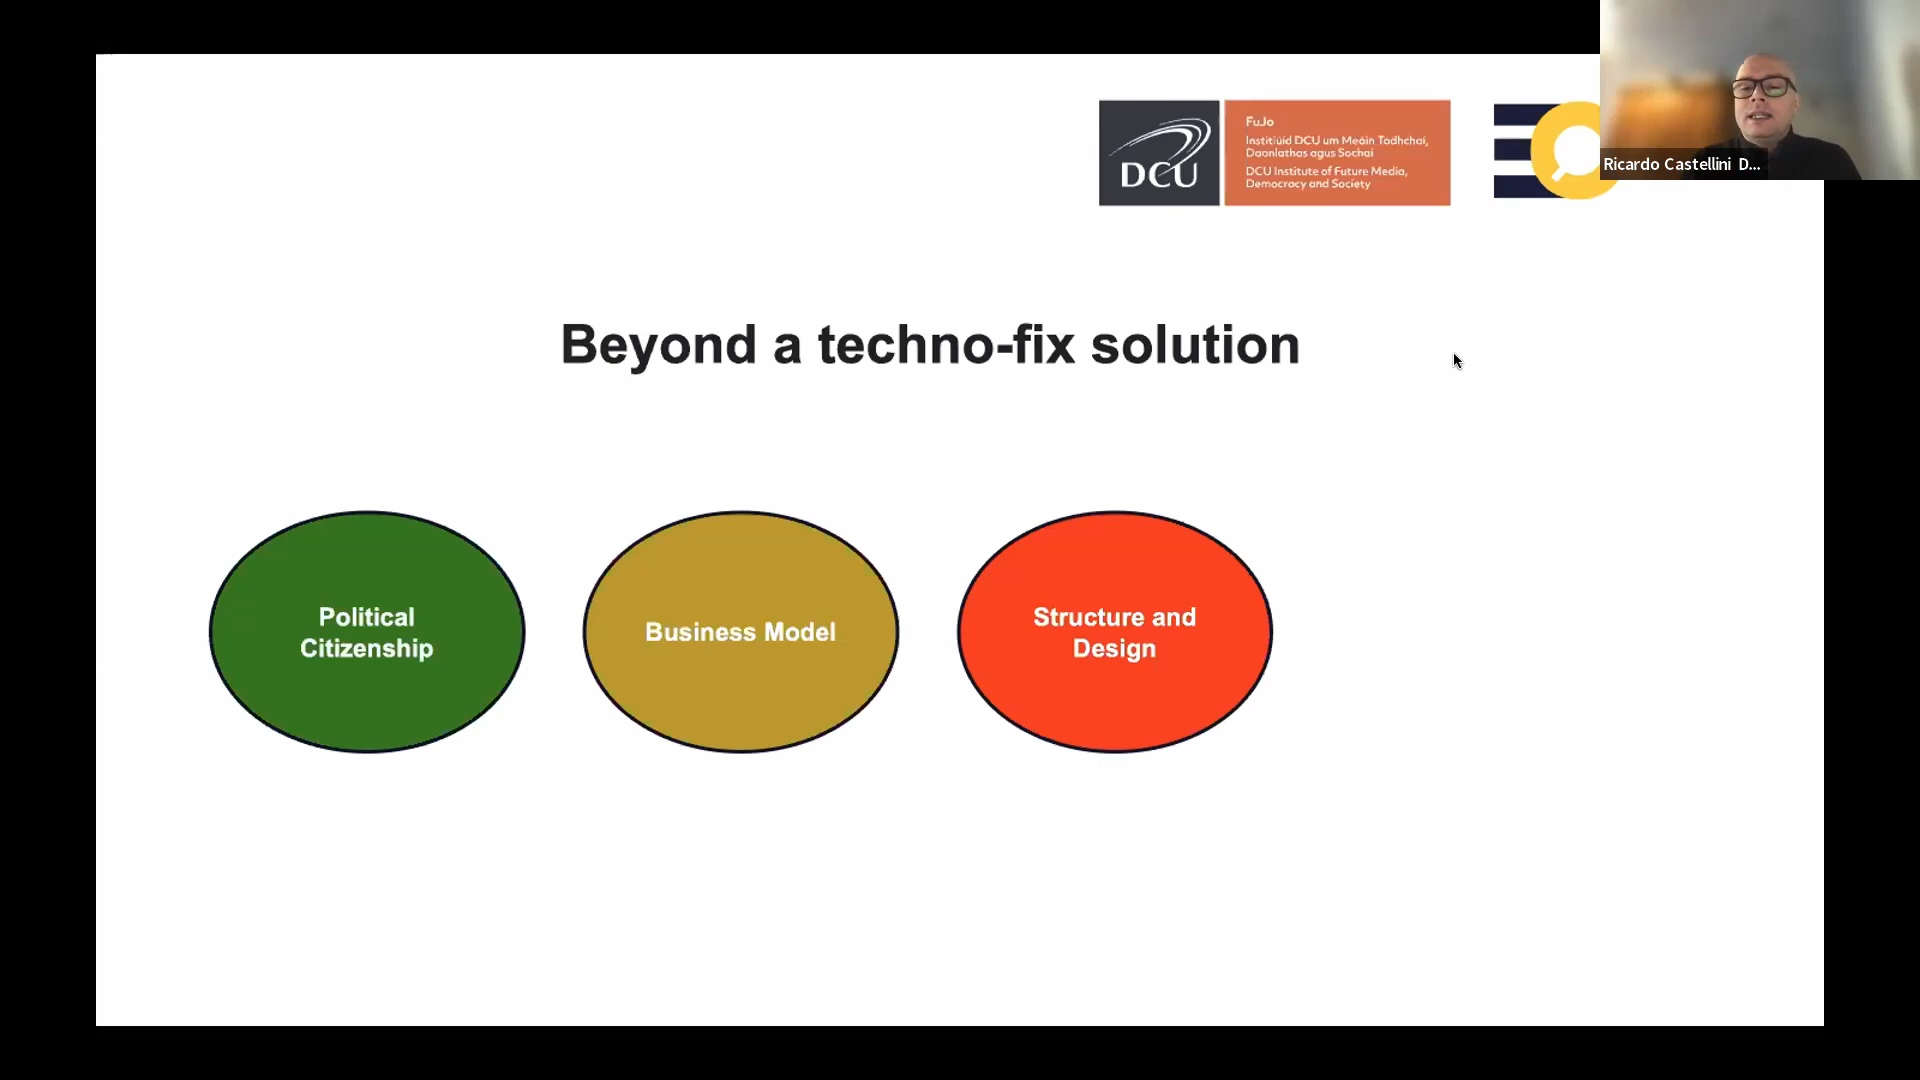 DCU
FuJo
Institiúid DCU um Meáin Todhchaí,
Daonlathas agus Sochaí
DCU Institute of Future Media,
Democracy and Society
Ricardo Castellini D...
Beyond a techno-fix solution
Political
Citizenship
Business Model
Structure and
Design